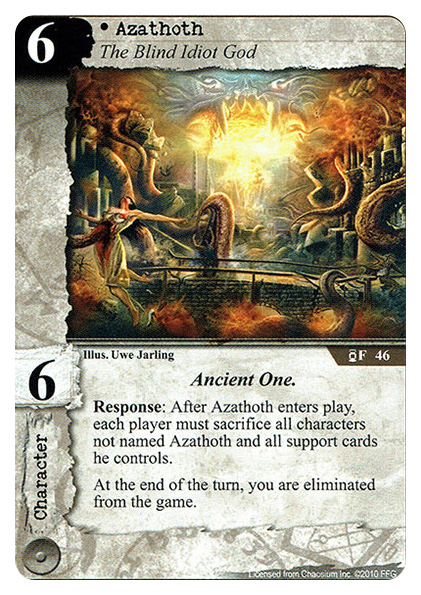 6
• Azathoth
The Blind Idiot God
Illus. Uwe Jarling
F 46
6
Character
Ancient One.
Response: After Azathoth enters play,
each player must sacrifice all characters
not named Azathoth and all support cards
he controls.
At the end of the turn, you are eliminated
from the game.
Licensed from Chaosium Inc. ©2010 FFG